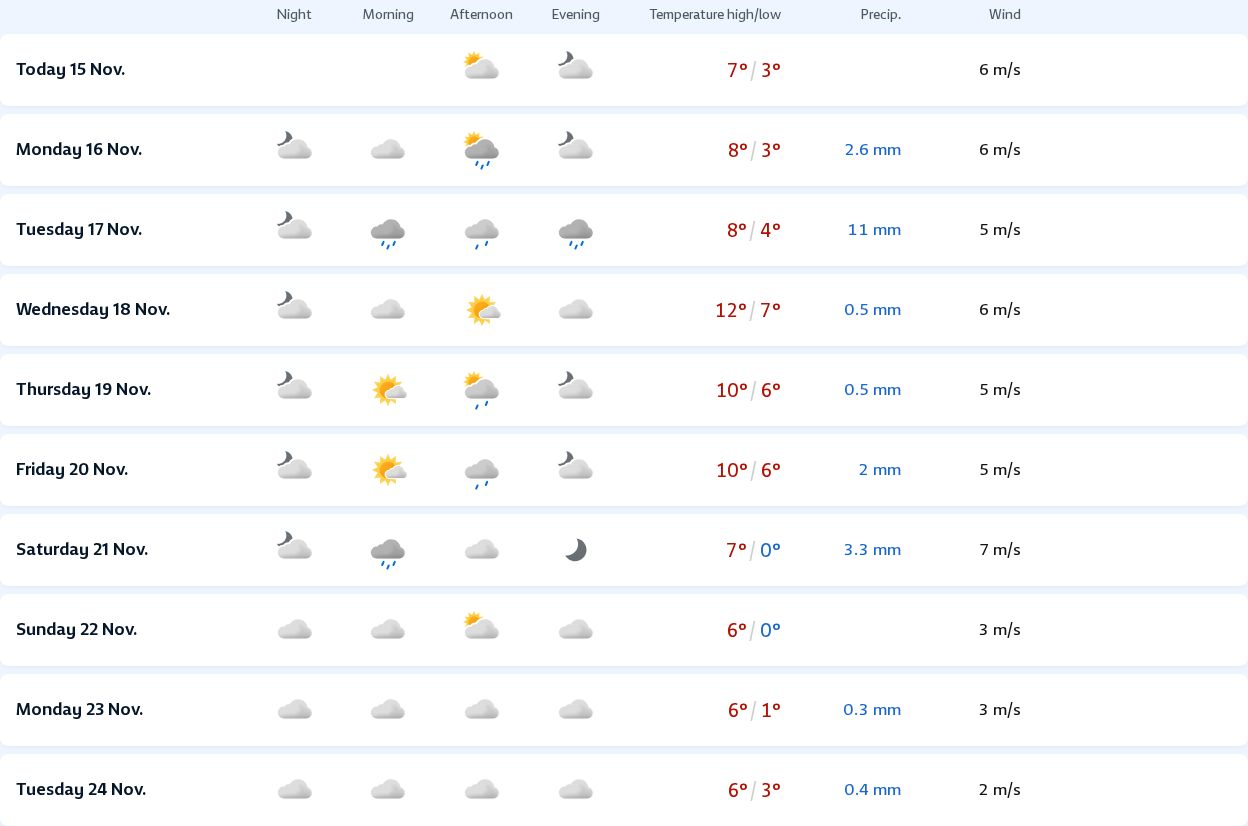 Night Morning Afternoon Evening Temperature high/low Precip. Wind
Today 15 Nov. 7°/3° 6 m/s
Monday 16 Nov. 8°/3° 2.6 mm 6 m/s
Tuesday 17 Nov. 8°/4° 11 mm 5 m/s
Wednesday 18 Nov. 12°/7° 0.5 mm 6 m/s
Thursday 19 Nov. 10°/6° 0.5 mm 5 m/s
Friday 20 Nov. 10°/6° 2 mm 5 m/s
Saturday 21 Nov. 7°/0° 3.3 mm 7 m/s
Sunday 22 Nov. 6°/0° 3 m/s
Monday 23 Nov. 6°/1° 0.3 mm 3 m/s
Tuesday 24 Nov. 6°/3° 0.4 mm 2 m/s